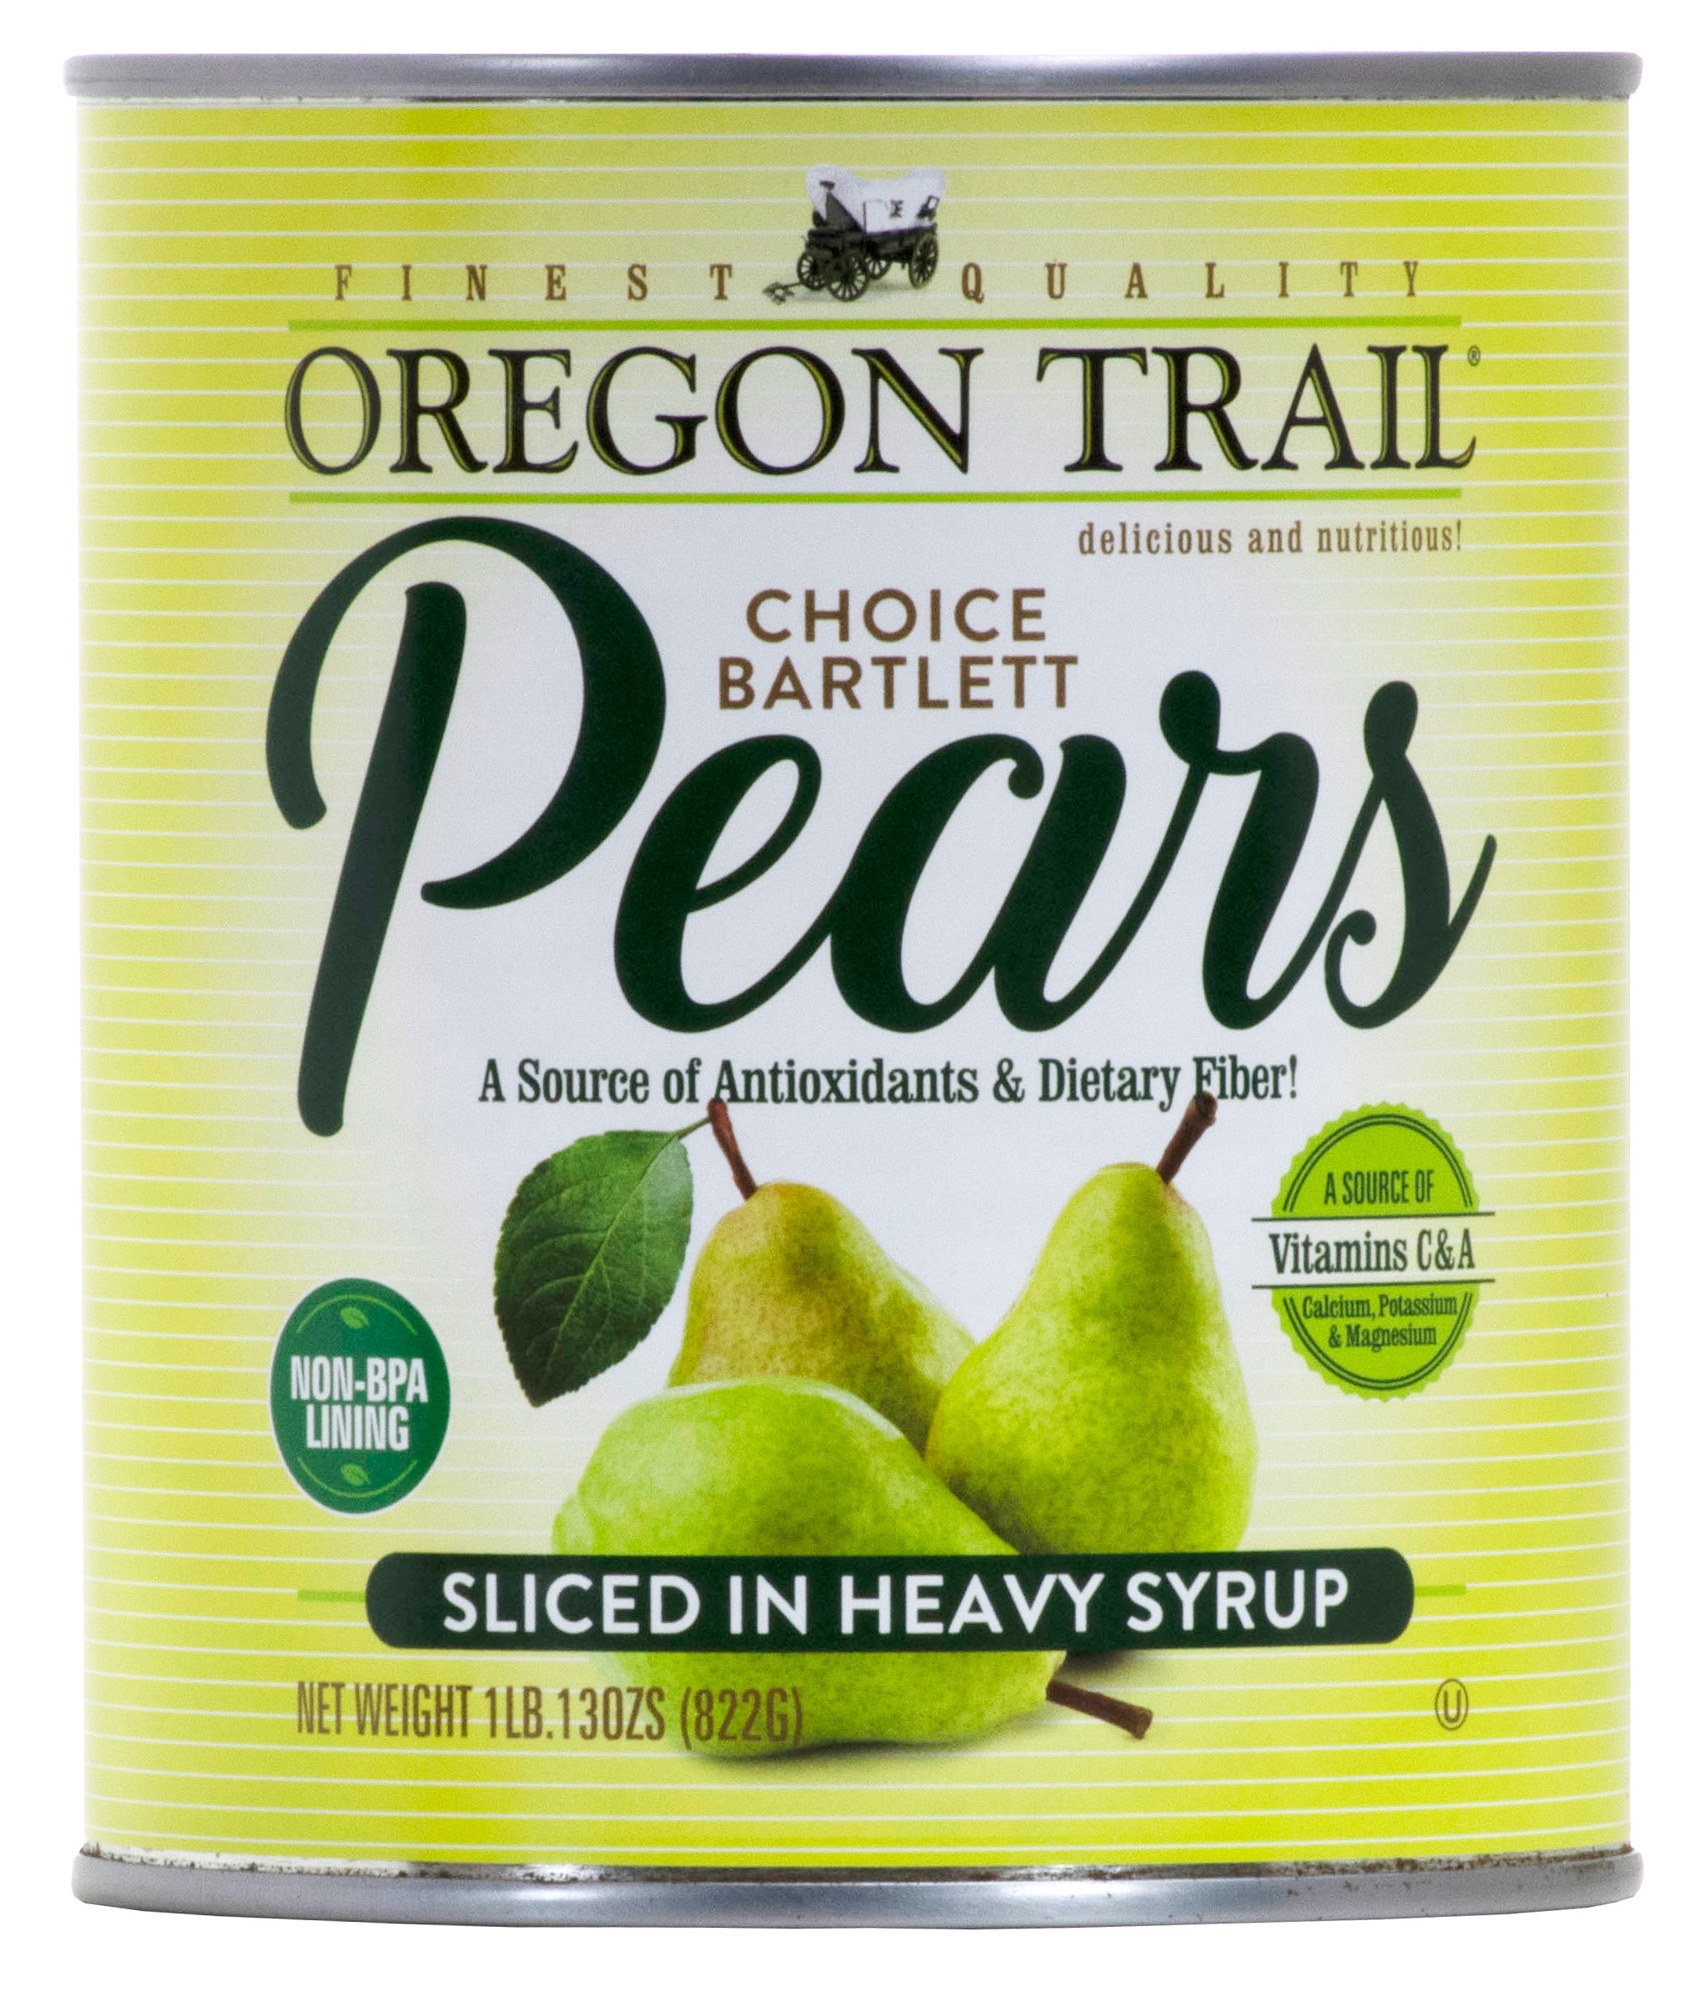 FINEST QUALITY
OREGON TRAIL®
delicious and nutritious!
CHOICE
BARTLETT
Pears
A Source of Antioxidants & Dietary Fiber!
A SOURCE OF
Vitamins C&A
Calcium, Potassium
& Magnesium
NON-BPA
LINING
SLICED IN HEAVY SYRUP
NET WEIGHT 1LB.13OZS (822G)
U